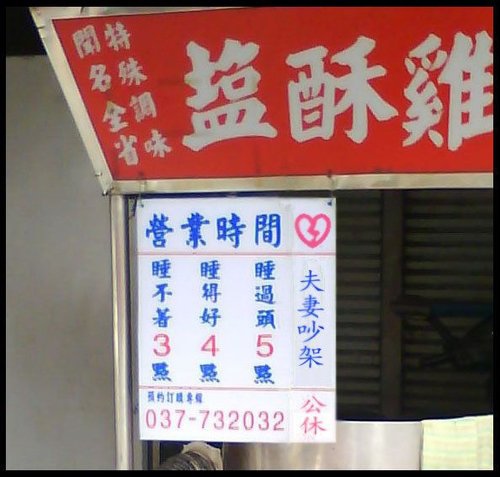 特殊調味
聞名全省
塩酥雞
營業時間
睡過頭5點
睡得好4點
睡不著3點
夫妻吵架
公休
預約訂購專線
037-732032